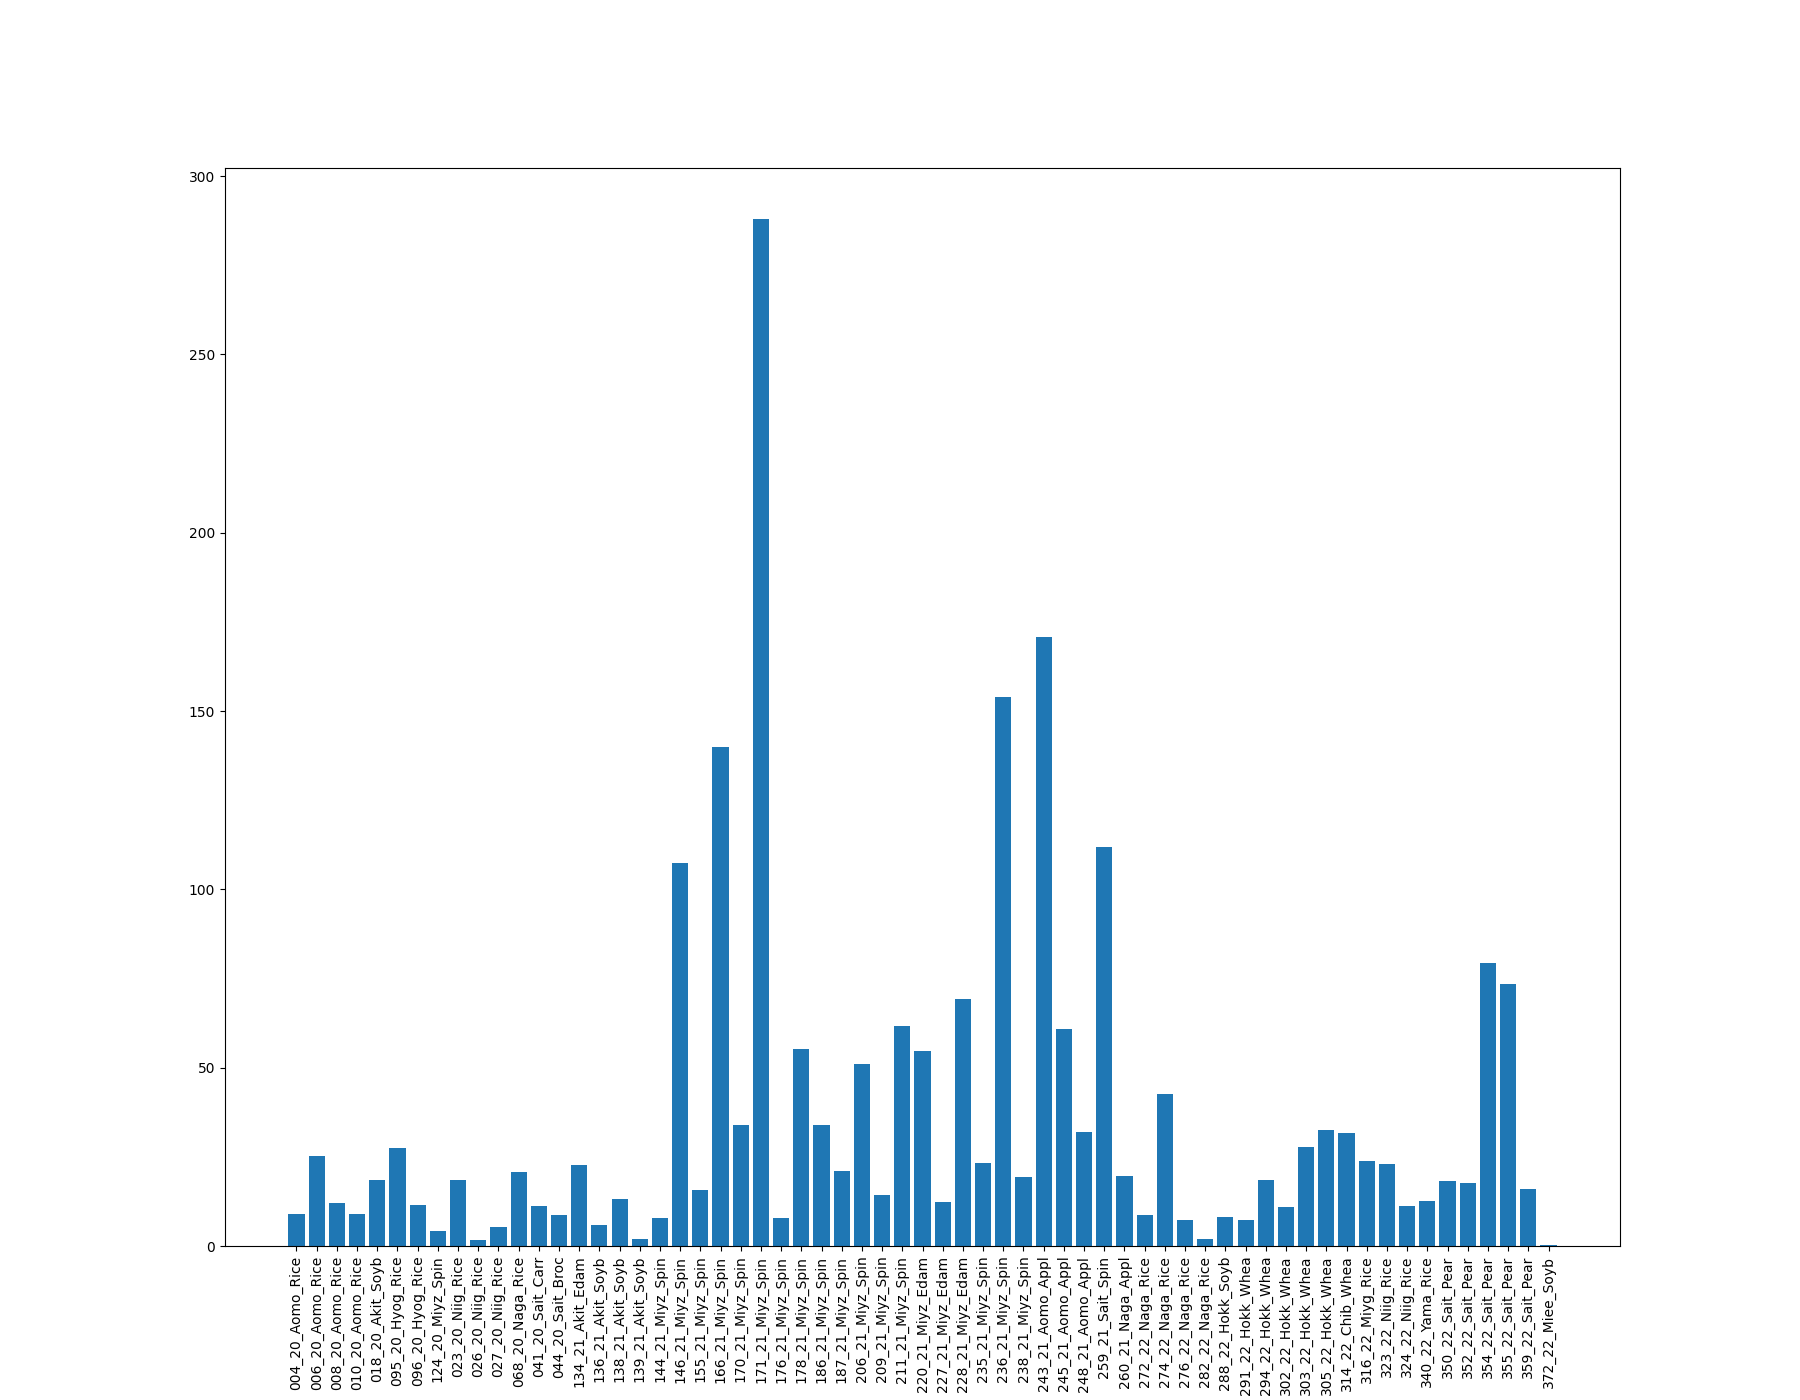 300
250
200
150
100
50
0
004_20_Aomo_Rice
006_20_Aomo_Rice
008_20_Aomo_Rice
010_20_Aomo_Rice
018_20_Akit_Soyb
095_20_Hyog_Rice
096_20_Hyog_Rice
124_20_Miyz_Spin
023_20_Niig_Rice
026_20_Niig_Rice
027_20_Niig_Rice
068_20_Naga_Rice
041_20_Sait_Carr
044_20_Sait_Broc
134_21_Akit_Edam
136_21_Akit_Soyb
138_21_Akit_Soyb
139_21_Akit_Soyb
144_21_Miyz_Spin
146_21_Miyz_Spin
155_21_Miyz_Spin
166_21_Miyz_Spin
170_21_Miyz_Spin
171_21_Miyz_Spin
176_21_Miyz_Spin
178_21_Miyz_Spin
186_21_Miyz_Spin
187_21_Miyz_Spin
206_21_Miyz_Spin
209_21_Miyz_Spin
211_21_Miyz_Spin
220_21_Miyz_Edam
227_21_Miyz_Edam
228_21_Miyz_Edam
235_21_Miyz_Spin
236_21_Miyz_Spin
238_21_Miyz_Spin
243_21_Aomo_Appl
245_21_Aomo_Appl
248_21_Aomo_Appl
259_21_Sait_Spin
260_21_Naga_Appl
272_22_Naga_Rice
274_22_Naga_Rice
276_22_Naga_Rice
282_22_Naga_Rice
288_22_Hokk_Soyb
291_22_Hokk_Whea
294_22_Hokk_Whea
302_22_Hokk_Whea
303_22_Hokk_Whea
305_22_Hokk_Whea
314_22_Chib_Whea
316_22_Miyg_Rice
323_22_Niig_Rice
324_22_Niig_Rice
340_22_Yama_Rice
350_22_Sait_Pear
352_22_Sait_Pear
354_22_Sait_Pear
355_22_Sait_Pear
359_22_Sait_Pear
372_22_Miee_Soyb